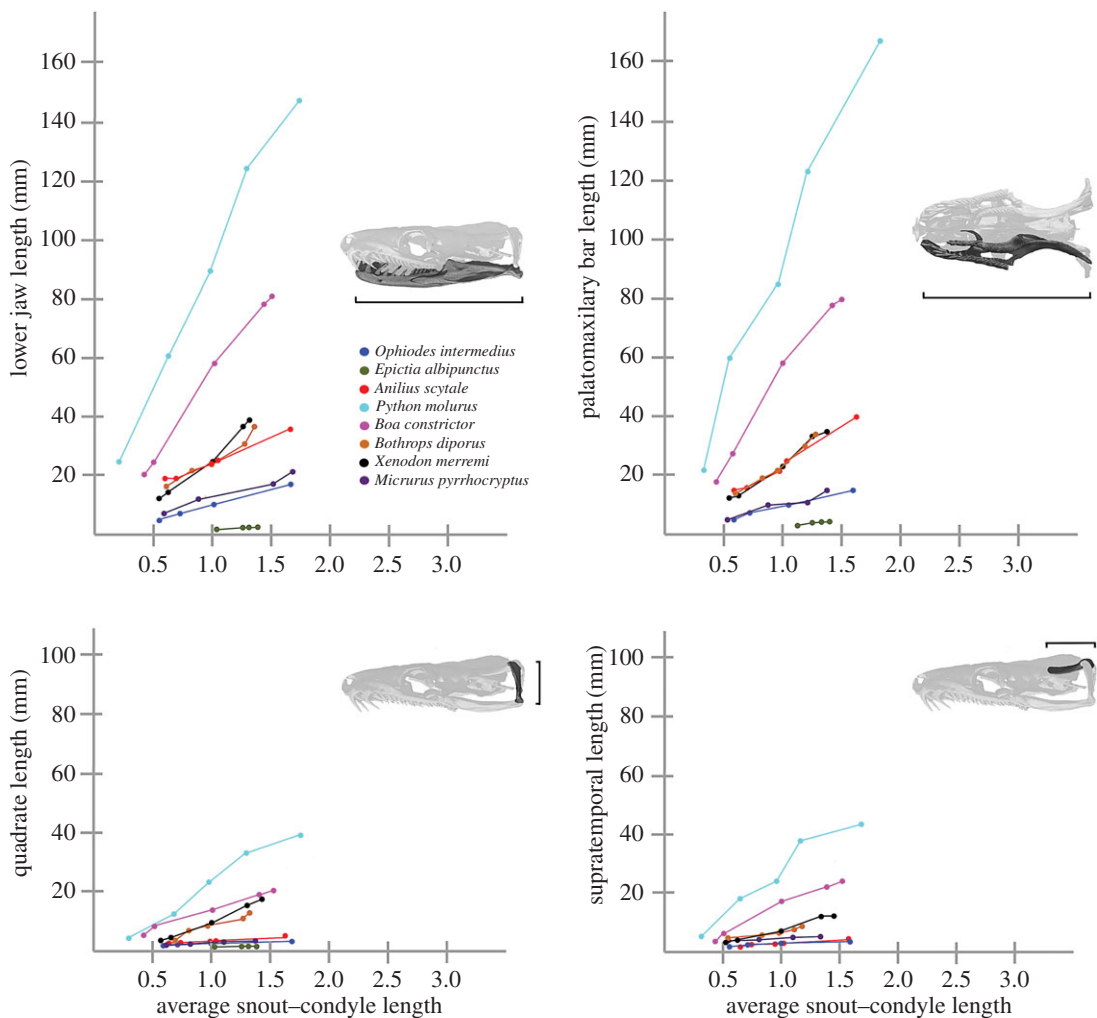 160
140
120
100
80
60
40
20
lower jaw length (mm)
0.5 1.0 1.5 2.0 2.5 3.0
Ophiodes intermedius
Epictia albipunctus
Anilius scytale
Python molurus
Boa constrictor
Bothrops diporus
Xenodon merremi
Micrurus pyrrhocryptus
160
140
120
100
80
60
40
20
palatomaxilary bar length (mm)
0.5 1.0 1.5 2.0 2.5 3.0
100
80
60
40
20
quadrate length (mm)
0.5 1.0 1.5 2.0 2.5 3.0
average snout–condyle length
100
80
60
40
20
supratemporal length (mm)
0.5 1.0 1.5 2.0 2.5 3.0
average snout–condyle length